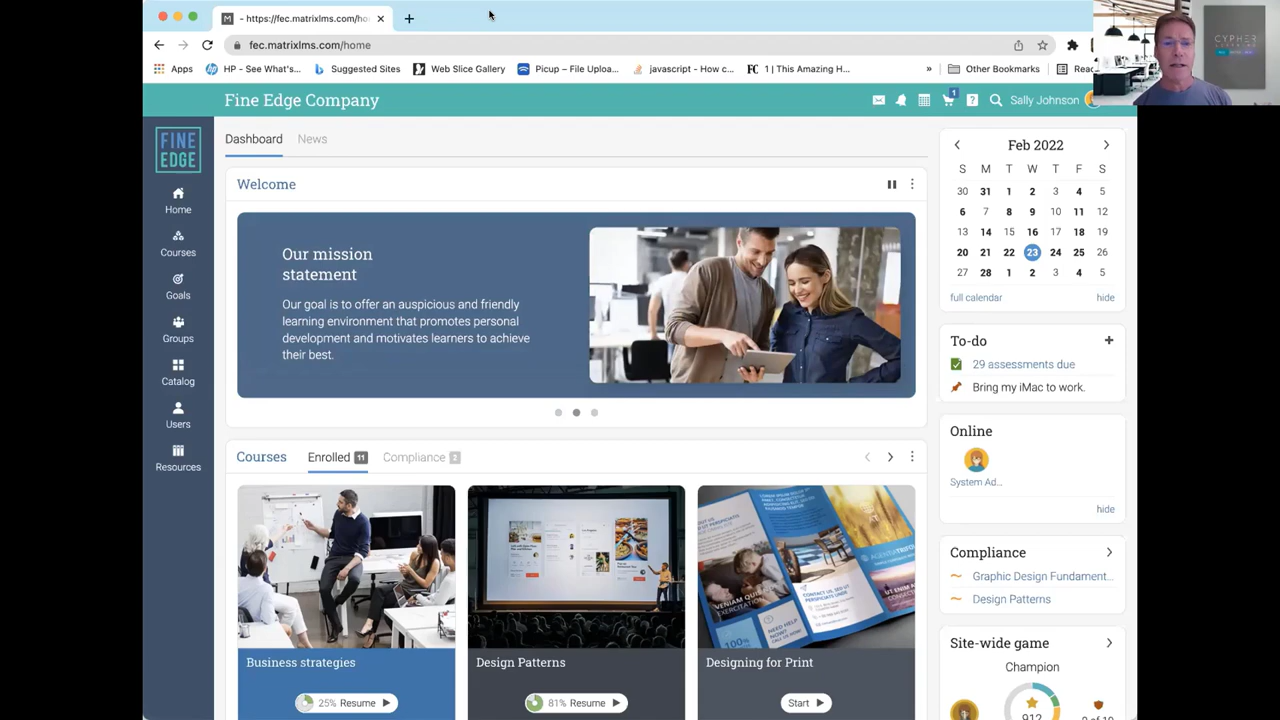 - https://fec.matrixlms.com/ho
fec.matrixlms.com/home
Apps
HP - See What's...
Suggested Sites
Web Slice Gallery
Picup – File Uploa...
javascript - How c...
1 | This Amazing H...
»
Other Bookmarks
Rea
CYPHER
Fine Edge Company
1
Sally Johnson
FINE
EDGE
Home
Courses
Goals
Groups
Catalog
Users
Resources
Dashboard
News
Welcome
Our mission
statement
Our goal is to offer an auspicious and friendly
learning environment that promotes personal
development and motivates learners to achieve
their best.
Courses
Enrolled 11
Compliance 2
Business strategies
25% Resume
Design Patterns
81% Resume
Designing for Print
Start
Feb 2022
S M T W T F S
30 31 1 2 3 4 5
6 7 8 9 10 11 12
13 14 15 16 17 18 19
20 21 22 23 24 25 26
27 28 1 2 3 4 5
full calendar
hide
To-do
29 assessments due
Bring my iMac to work.
Online
System Ad...
hide
Compliance
Graphic Design Fundament...
Design Patterns
Site-wide game
Champion
912